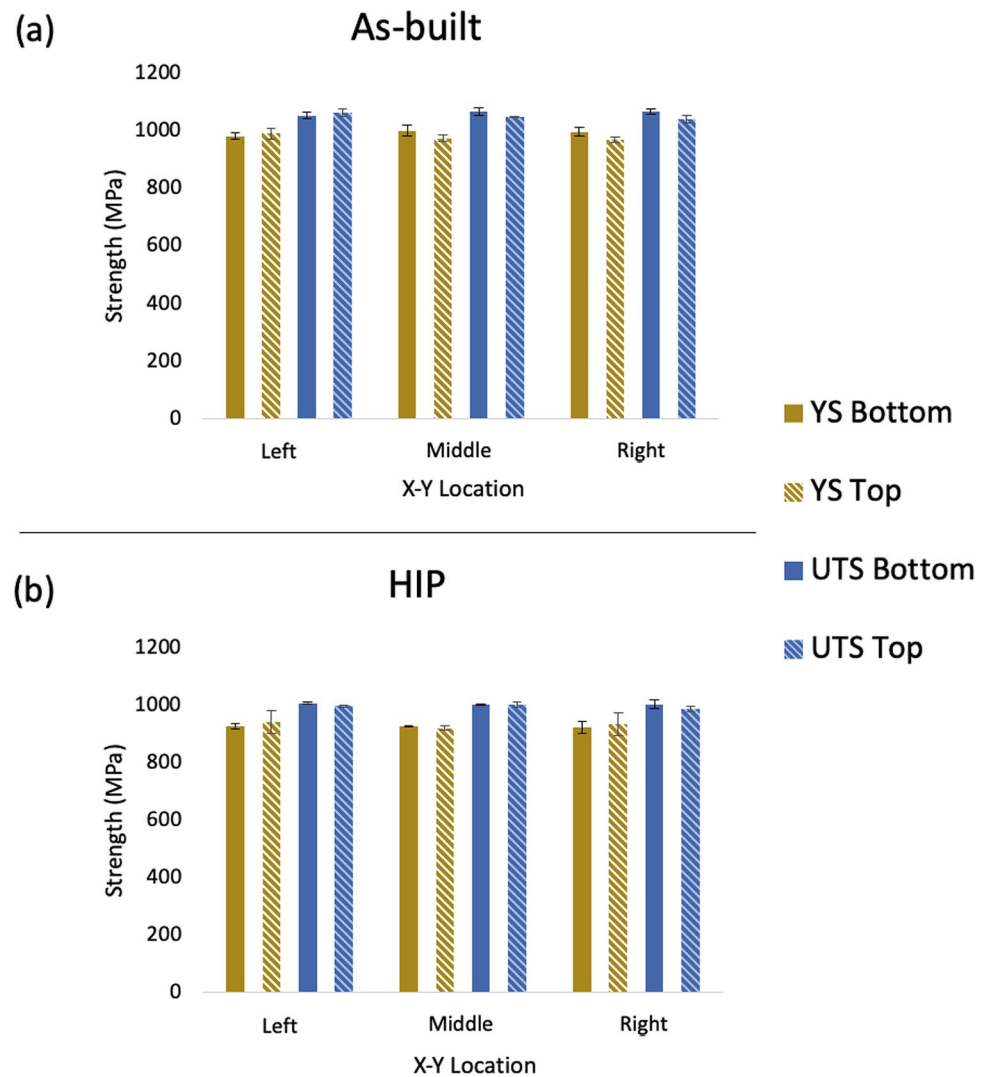 (a)
As-built
1200
1000
800
600
400
200
0
Strength (MPa)
Left Middle Right
X-Y Location
YS Bottom
YS Top
UTS Bottom
UTS Top
(b)
HIP
1200
1000
800
600
400
200
0
Strength (MPa)
Left Middle Right
X-Y Location